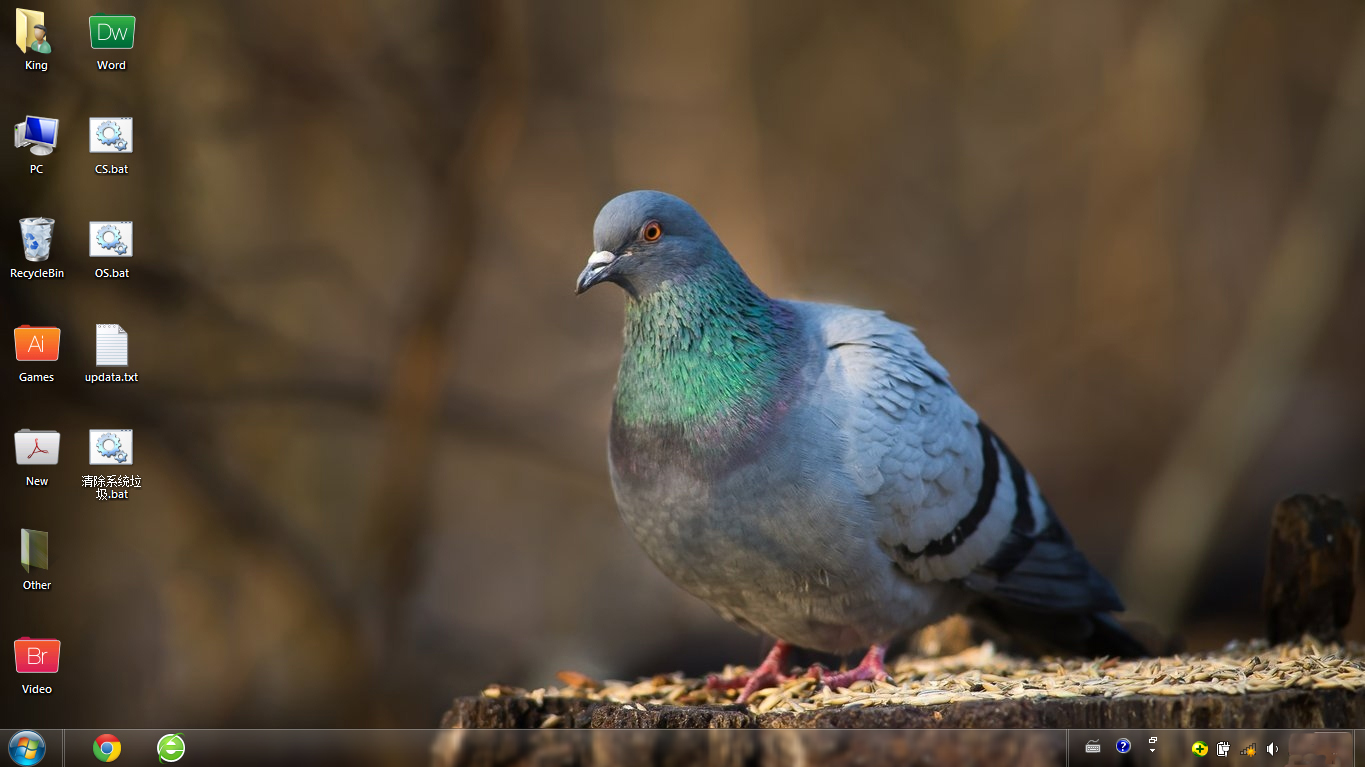 King
Dw
Word
PC
CS.bat
RecycleBin
OS.bat
Ai
Games
updata.txt
New
清除系统垃
圾.bat
Other
Br
Video
?